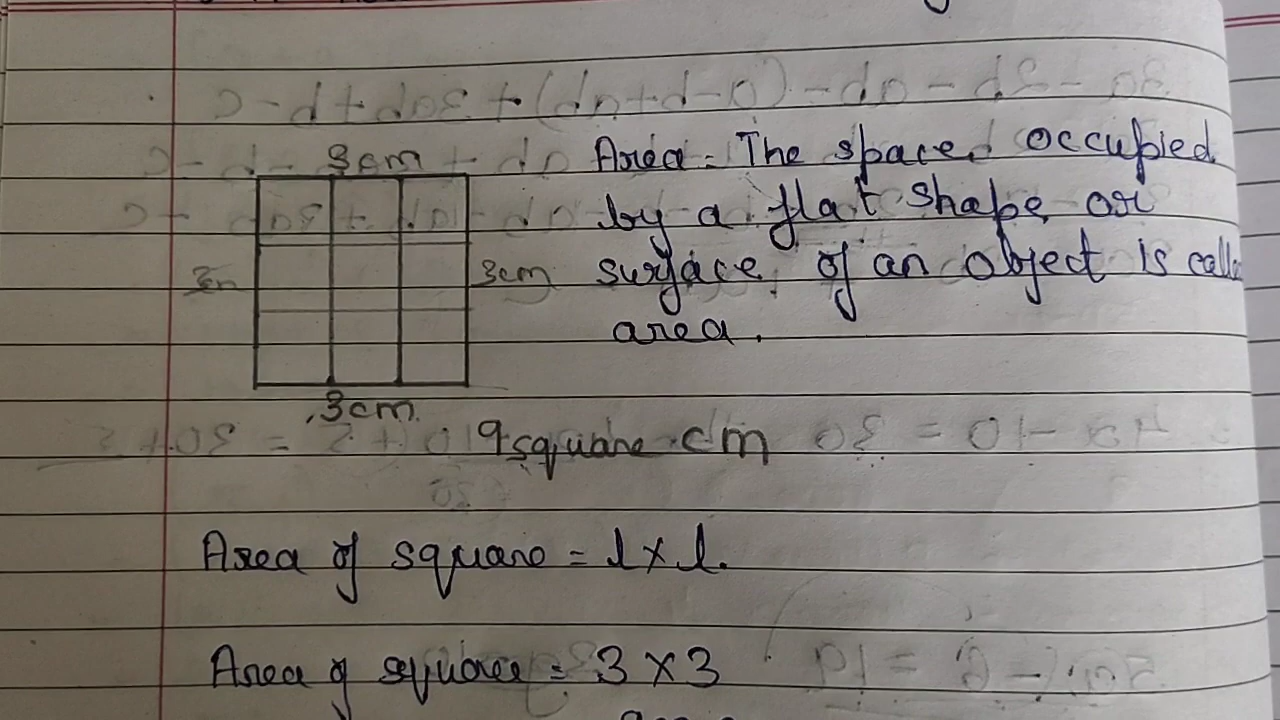 3cm
Area - The space occupied
by a flat shape or
3cm
surface of an object is calle
area.
3cm
9 square cm
Area of square = l x l.
Area of square = 3 x 3